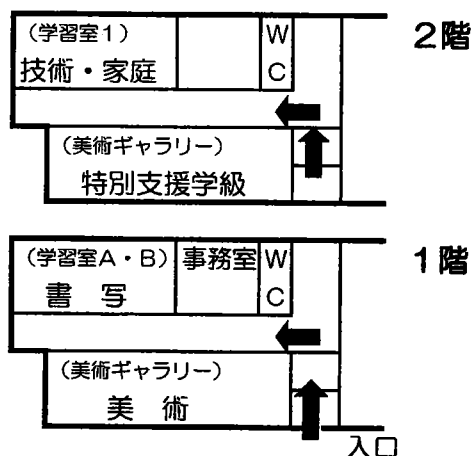 (学習室1)
技術・家庭
W
C
2階
(美術ギャラリー)
特別支援学級
(学習室A・B)
書 写
事務室
W
C
1階
(美術ギャラリー)
美 術
入口